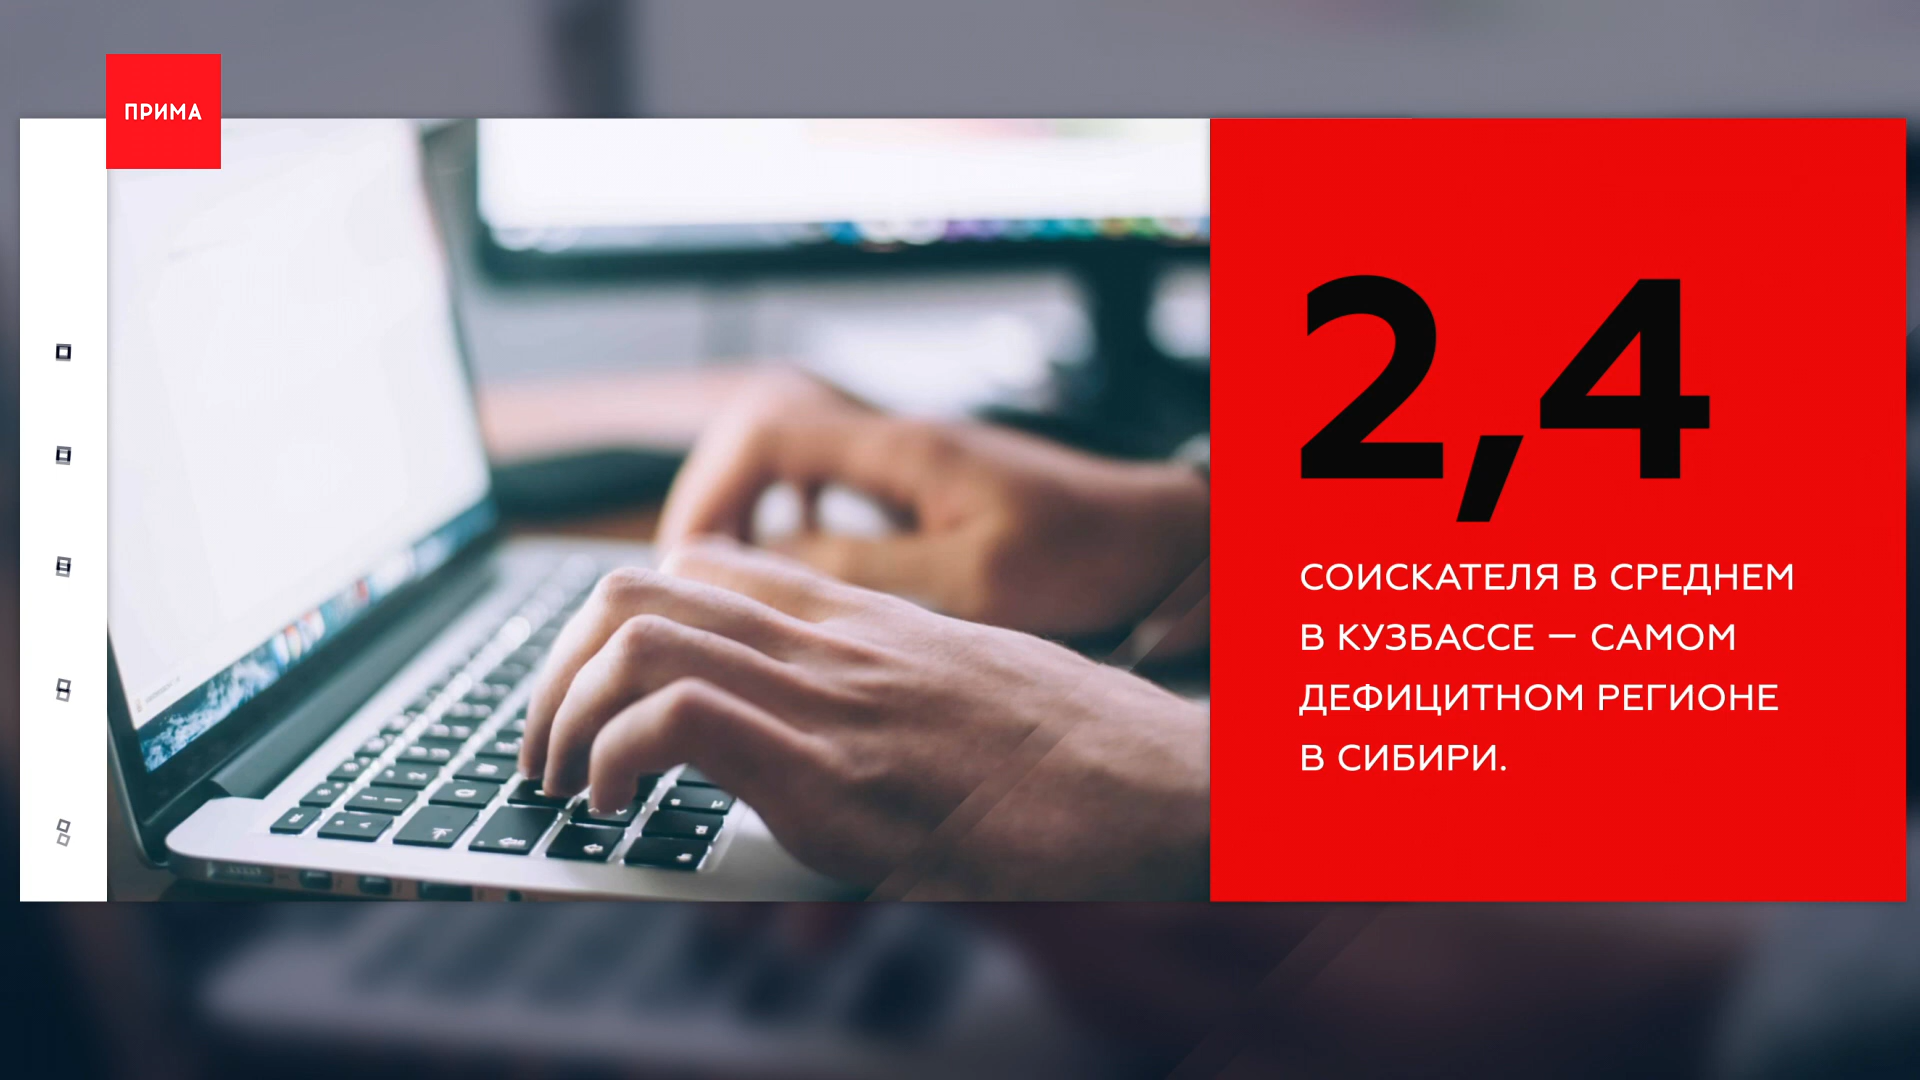 ПРИМА
2,4
СОИСКАТЕЛЯ В СРЕДНЕМ
В КУЗБАССЕ — САМОМ
ДЕФИЦИТНОМ РЕГИОНЕ
В СИБИРИ.